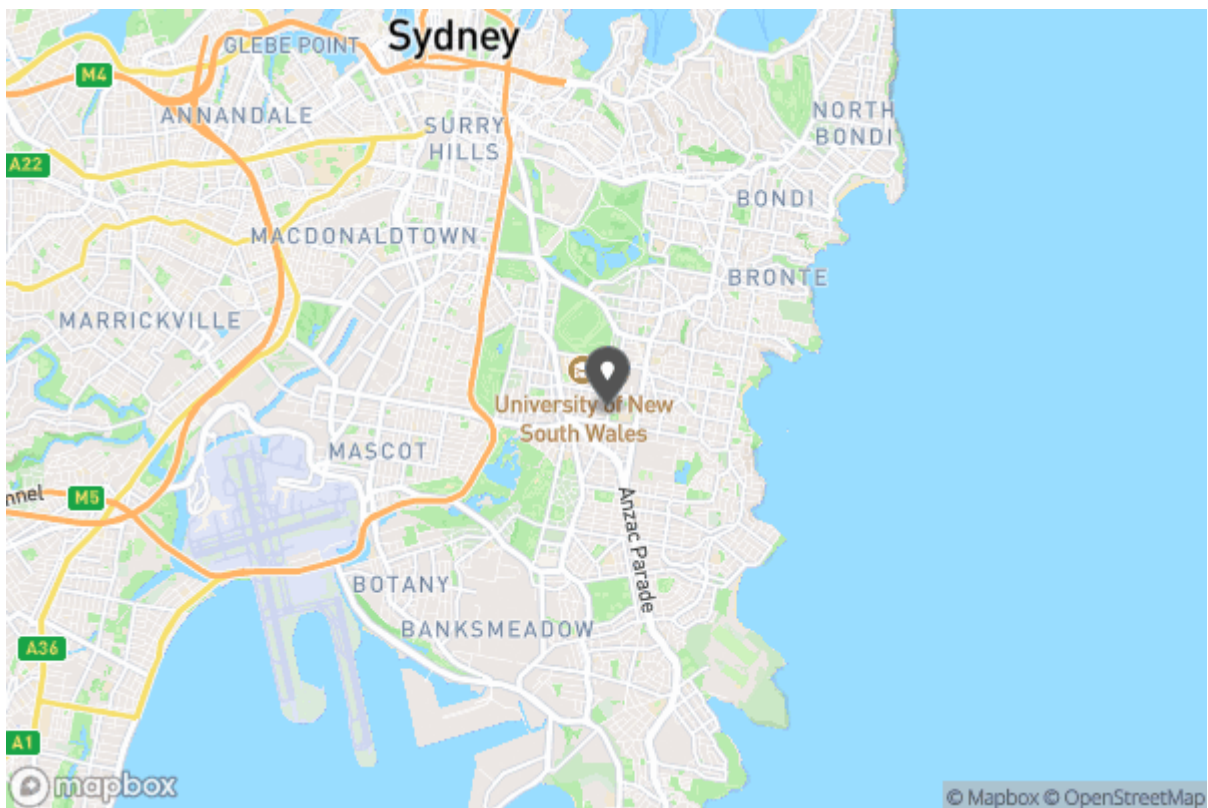 Sydney
GLEBE POINT
M4
ANNANDALE
SURRY
HILLS
NORTH
BONDI
A22
BONDI
MACDONALDTOWN
BRONTE
MARRICKVILLE
University of New
South Wales
MASCOT
nnel
M5
Anzac Parade
BOTANY
BANKSMEADOW
A36
A1
mapbox
© Mapbox © OpenStreetMap